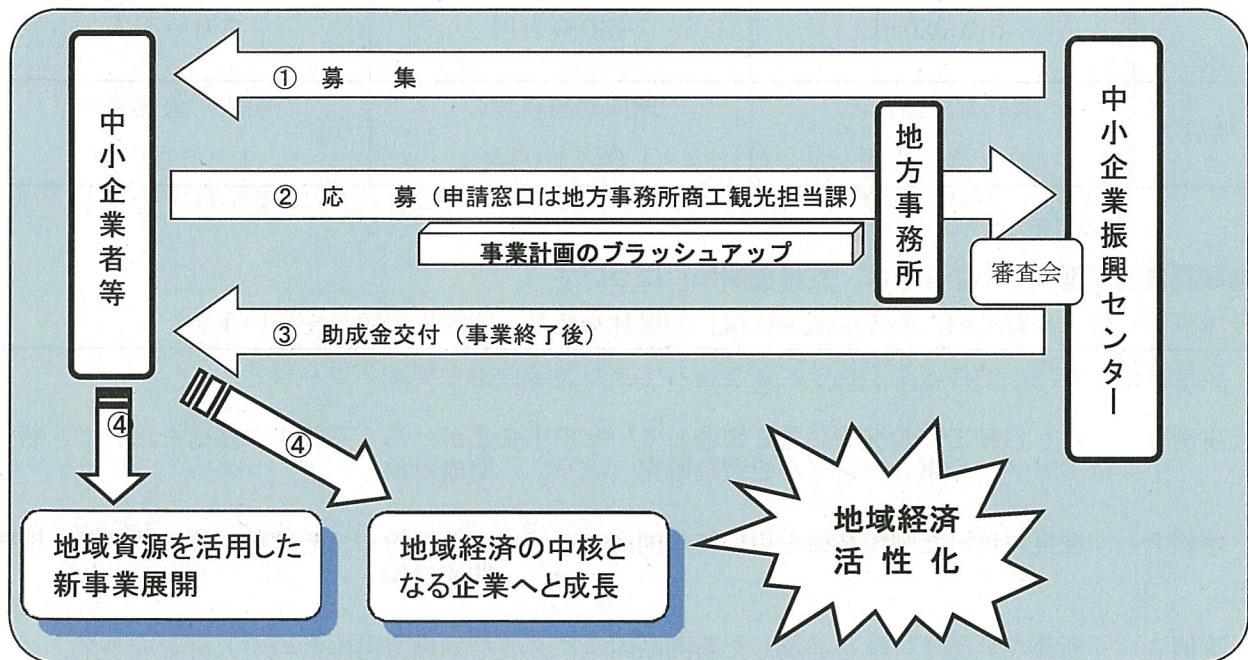 中小企業者等
① 募　集
② 応　募（申請窓口は地方事務所商工観光担当課）
事業計画のブラッシュアップ
地方事務所
審査会
中小企業振興センター
③ 助成金交付（事業終了後）
④
④
地域資源を活用した
新事業展開
地域経済の中核と
なる企業へと成長
地域経済
活 性 化